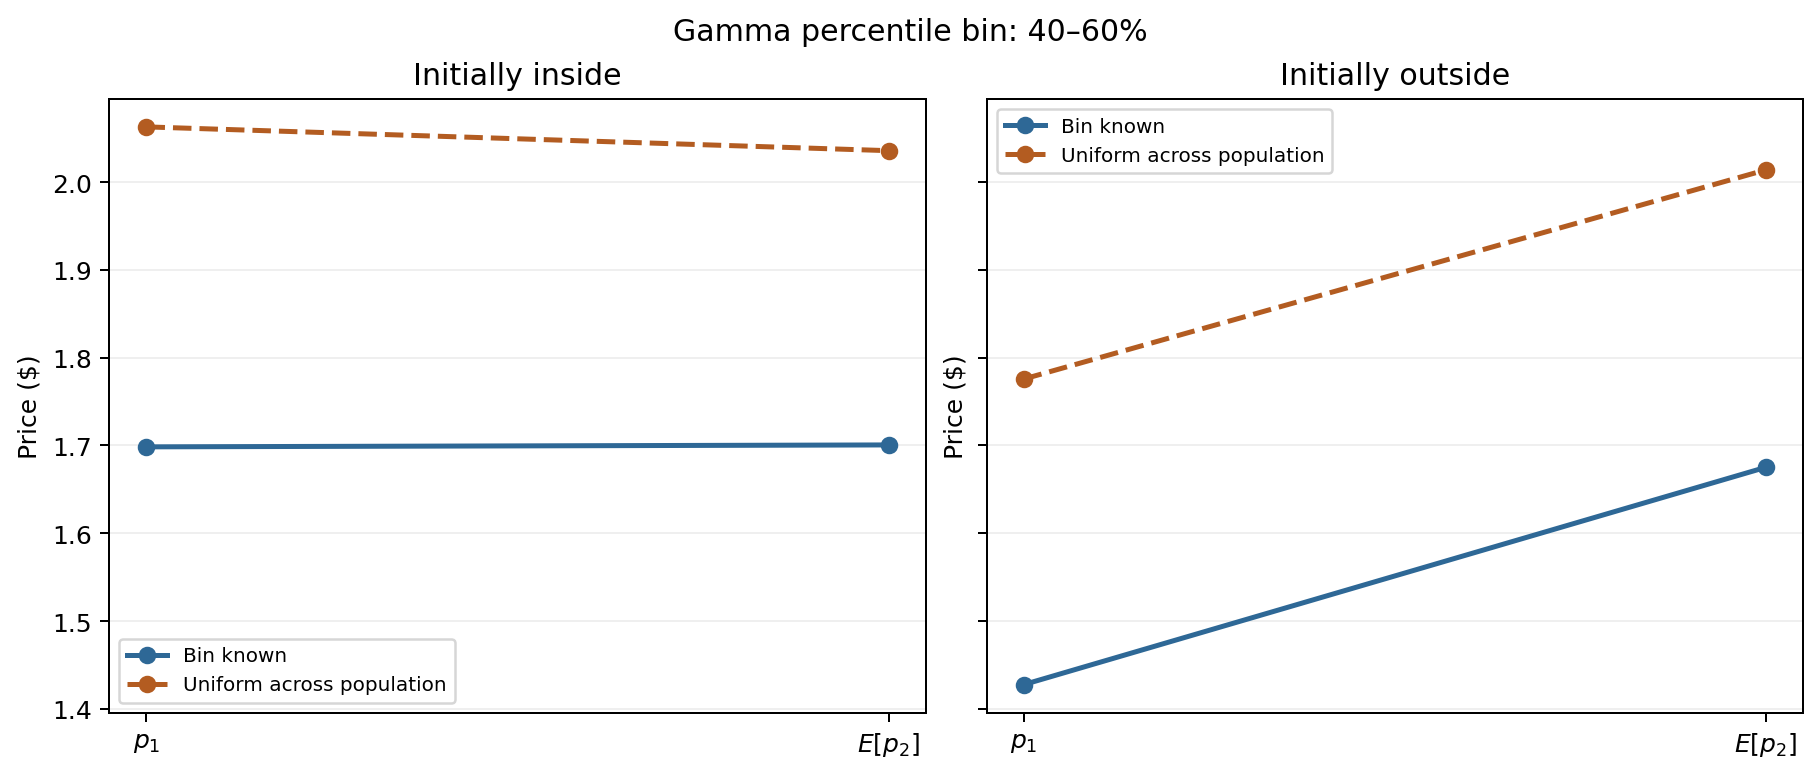 Gamma percentile bin: 40–60%
Initially inside
Price ($)
2.0
1.9
1.8
1.7
1.6
1.5
1.4
Bin known
Uniform across population
p₁
E[p₂]
Initially outside
Price ($)
Bin known
Uniform across population
p₁
E[p₂]